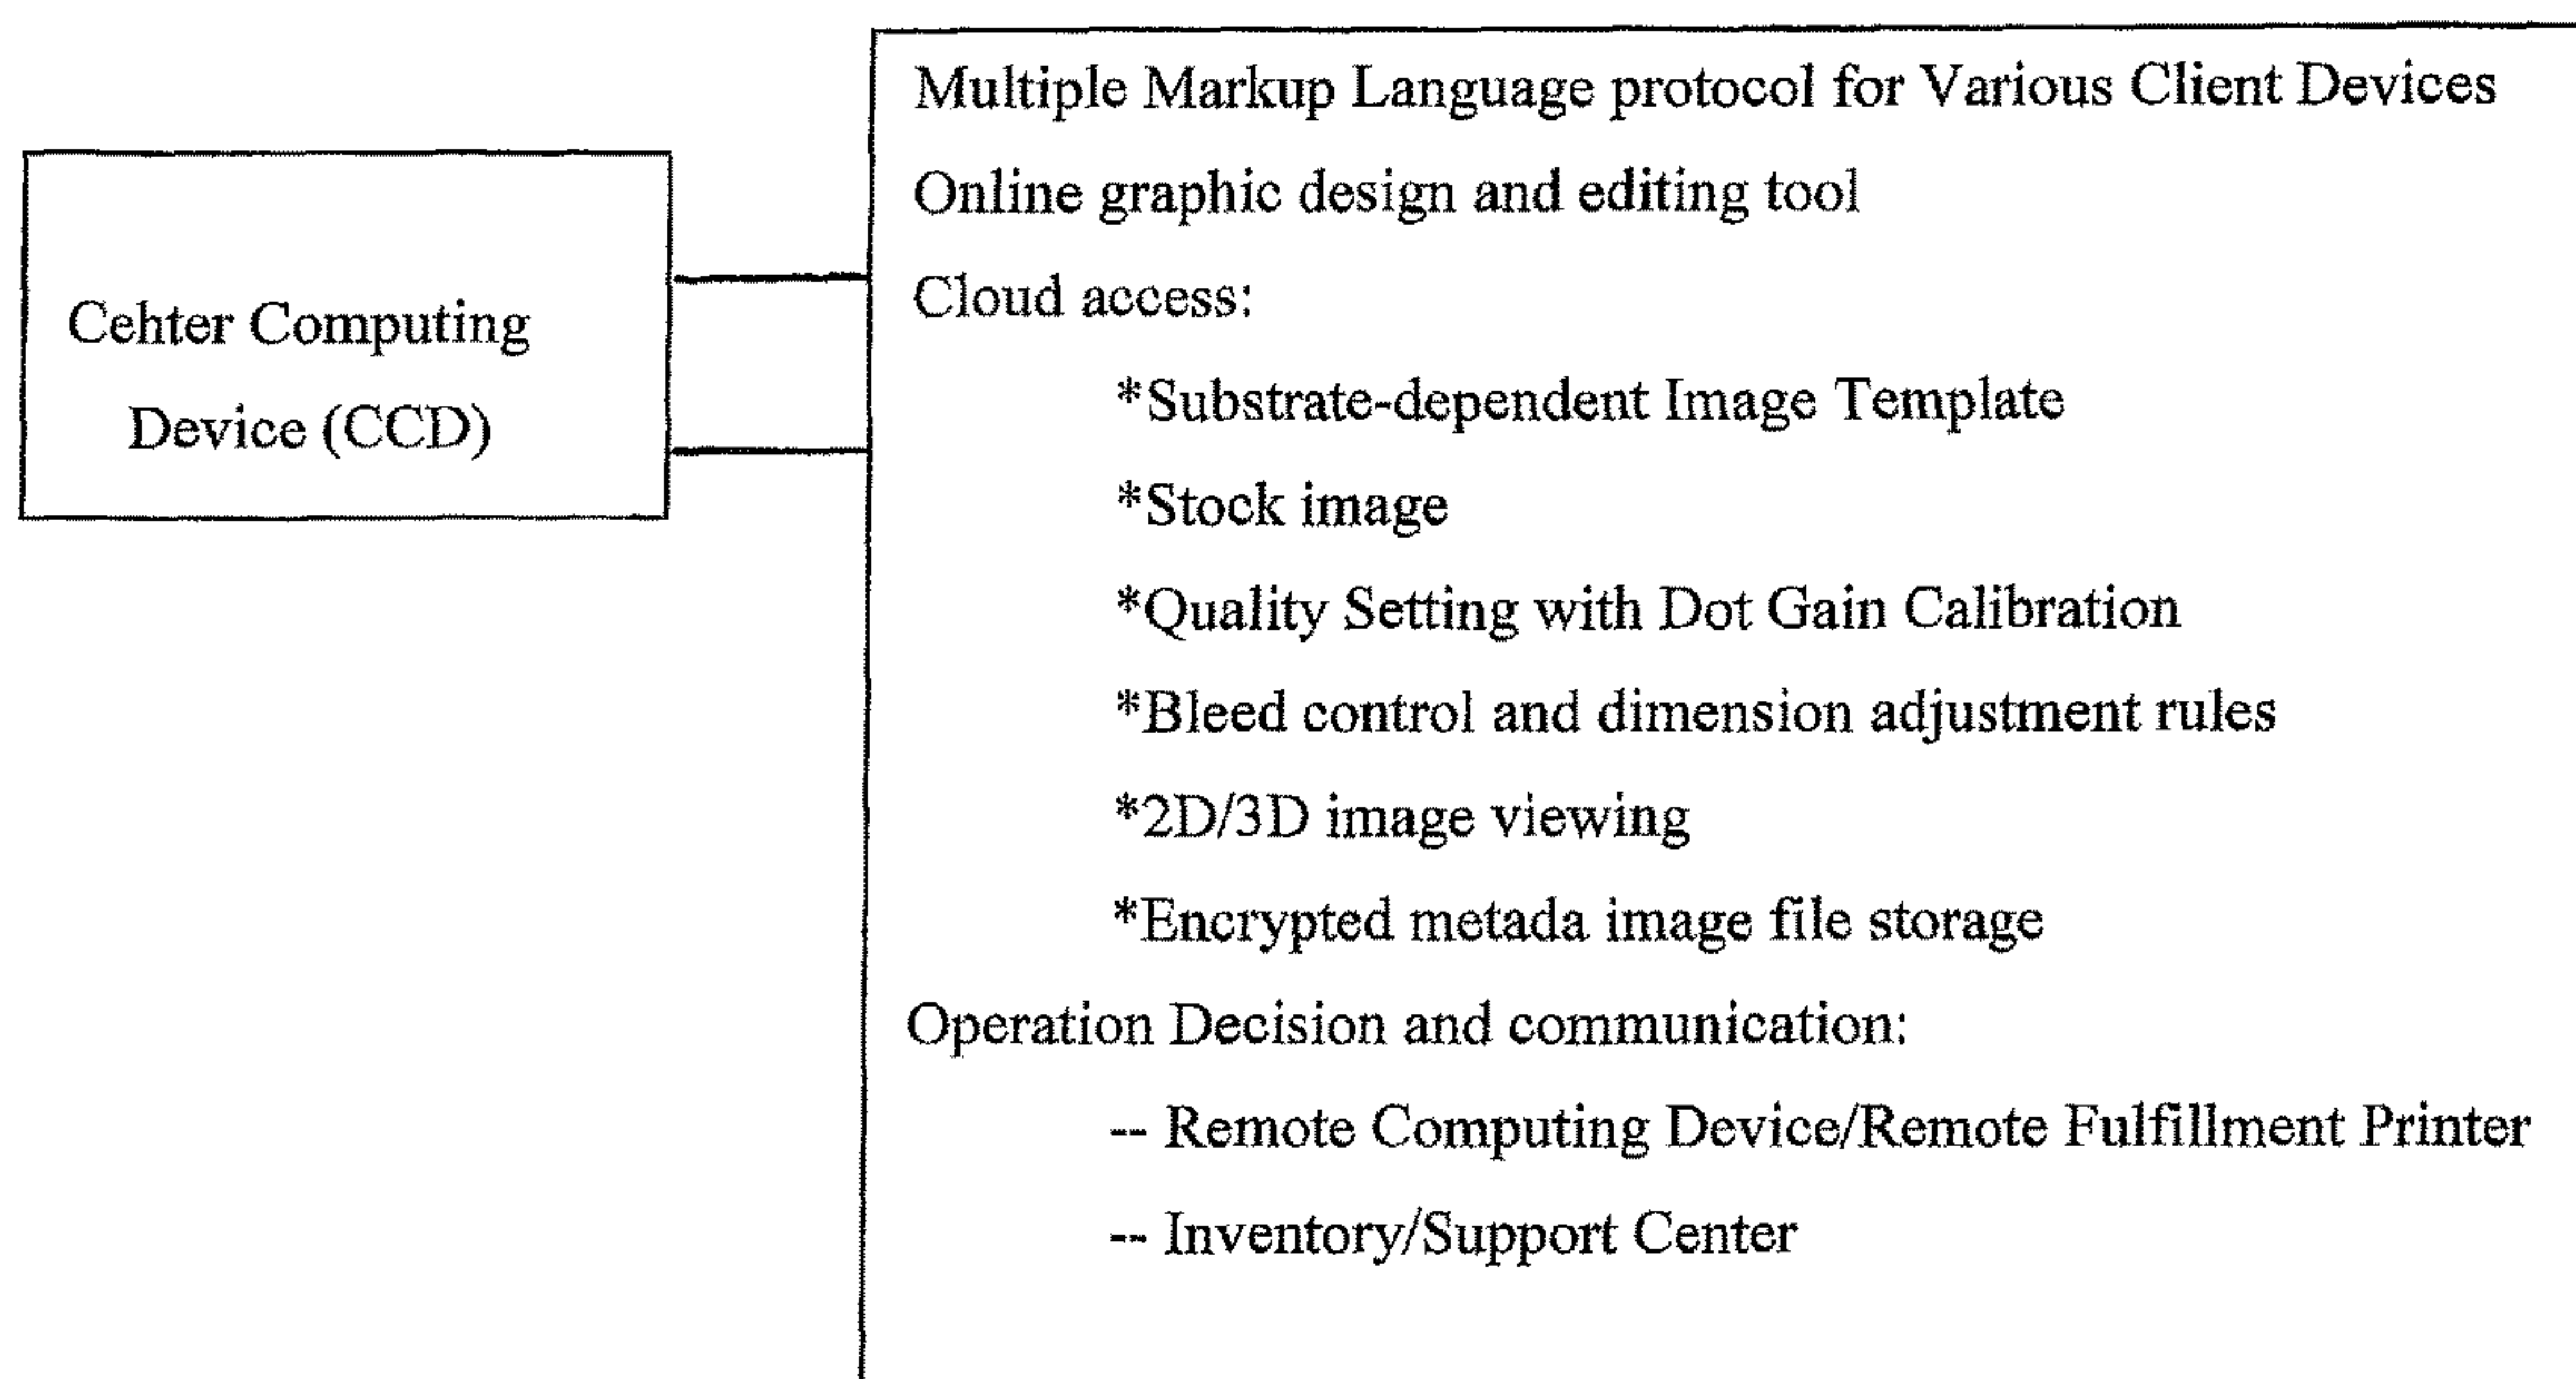 Cehter Computing
Device (CCD)
Multiple Markup Language protocol for Various Client Devices
Online graphic design and editing tool
Cloud access:
*Substrate-dependent Image Template
*Stock image
*Quality Setting with Dot Gain Calibration
*Bleed control and dimension adjustment rules
*2D/3D image viewing
*Encrypted metada image file storage
Operation Decision and communication:
-- Remote Computing Device/Remote Fulfillment Printer
-- Inventory/Support Center